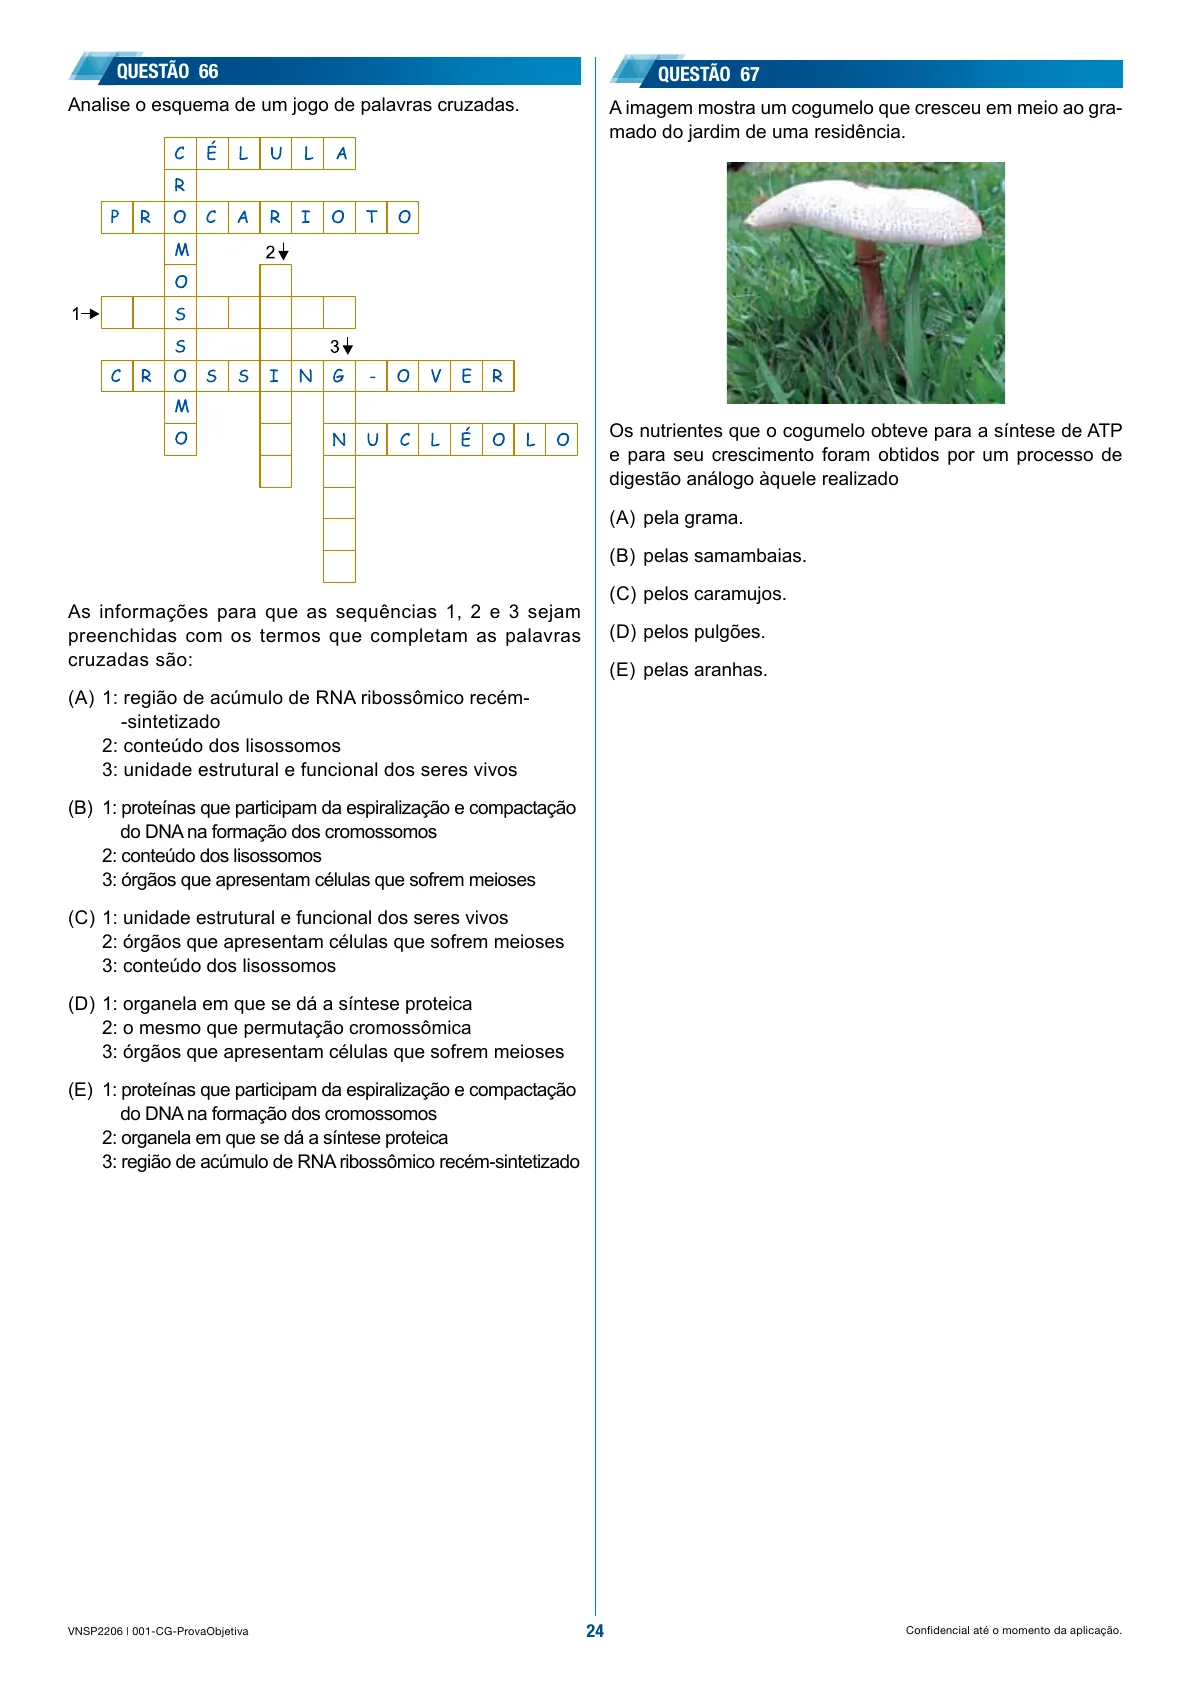 QUESTÃO 66
Analise o esquema de um jogo de palavras cruzadas.
C É L U L A
R
P R O C A R I O T O
M
2
O
1
S
S
3
C R O S S I N G - O V E R
M
O
N U C L É O L O
As informações para que as sequências 1, 2 e 3 sejam
preenchidas com os termos que completam as palavras
cruzadas são:
(A) 1: região de acúmulo de RNA ribossômico recém-
-sintetizado
2: conteúdo dos lisossomos
3: unidade estrutural e funcional dos seres vivos
(B) 1: proteínas que participam da espiralização e compactação
do DNA na formação dos cromossomos
2: conteúdo dos lisossomos
3: órgãos que apresentam células que sofrem meioses
(C) 1: unidade estrutural e funcional dos seres vivos
2: órgãos que apresentam células que sofrem meioses
3: conteúdo dos lisossomos
(D) 1: organela em que se dá a síntese proteica
2: o mesmo que permutação cromossômica
3: órgãos que apresentam células que sofrem meioses
(E) 1: proteínas que participam da espiralização e compactação
do DNA na formação dos cromossomos
2: organela em que se dá a síntese proteica
3: região de acúmulo de RNA ribossômico recém-sintetizado
QUESTÃO 67
A imagem mostra um cogumelo que cresceu em meio ao gra-
mado do jardim de uma residência.
Os nutrientes que o cogumelo obteve para a síntese de ATP
e para seu crescimento foram obtidos por um processo de
digestão análogo àquele realizado
(A) pela grama.
(B) pelas samambaias.
(C) pelos caramujos.
(D) pelos pulgões.
(E) pelas aranhas.
VNSP2206 | 001-CG-ProvaObjetiva
24
Confidencial até o momento da aplicação.